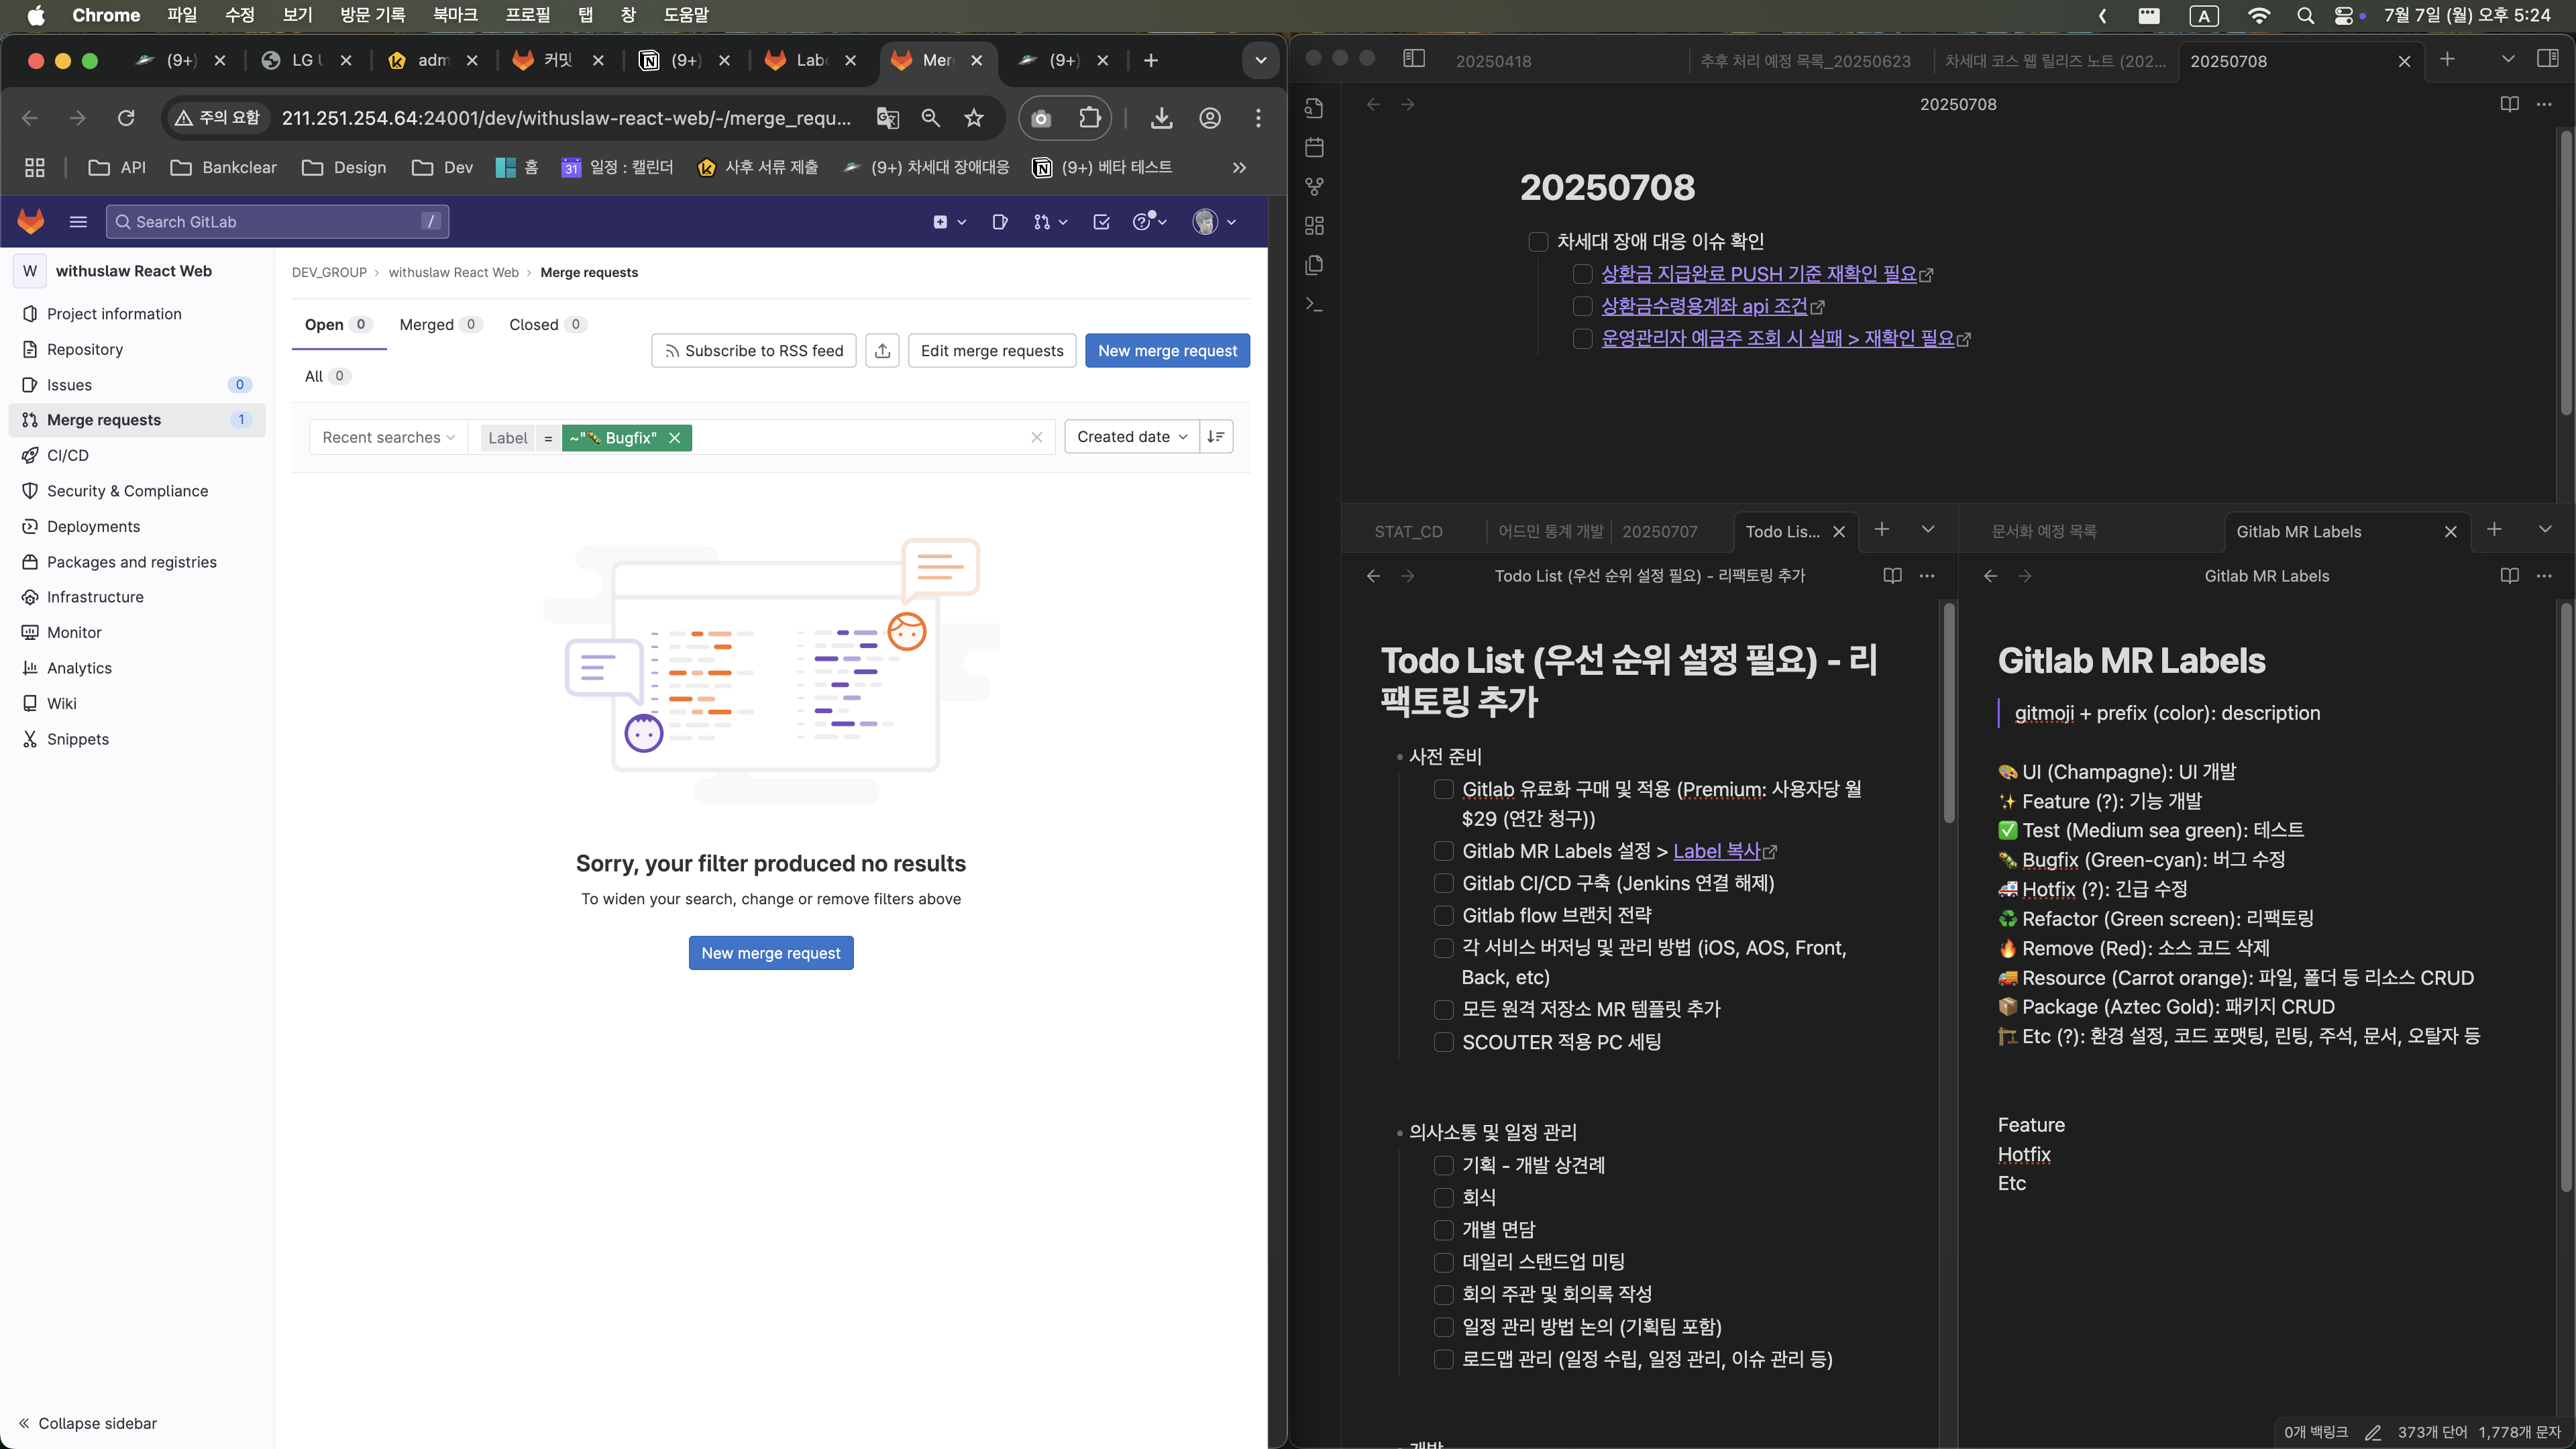 Chrome 파일 수정 보기 방문 기록 북마크 프로필 탭 창 도움말
A 7월 7일 (월) 오후 5:24
(9+) LG U adm 커밋 (9+) Lab Mer (9+)
주의 요함 211.251.254.64:24001/dev/withuslaw-react-web/-/merge_requ...
API Bankclear Design Dev 홈 31 일정 : 캘린더 사후 서류 제출 (9+) 차세대 장애대응 (9+) 베타 테스트
Search GitLab /
W withuslaw React Web
Project information
Repository
Issues 0
Merge requests 1
CI/CD
Security & Compliance
Deployments
Packages and registries
Infrastructure
Monitor
Analytics
Wiki
Snippets
Collapse sidebar
DEV_GROUP withuslaw React Web Merge requests
Open 0 Merged 0 Closed 0
All 0
Subscribe to RSS feed Edit merge requests New merge request
Recent searches Label = ~"🐛 Bugfix" Created date
Sorry, your filter produced no results
To widen your search, change or remove filters above
New merge request
20250418 추후 처리 예정 목록_20250623 차세대 코스 웹 릴리즈 노트 (202... 20250708
20250708
20250708
차세대 장애 대응 이슈 확인
상환금 지급완료 PUSH 기준 재확인 필요
상환금수령용계좌 api 조건
운영관리자 예금주 조회 시 실패 > 재확인 필요
STAT_CD 어드민 통계 개발 20250707 Todo Lis...
Todo List (우선 순위 설정 필요) - 리팩토링 추가
Todo List (우선 순위 설정 필요) - 리
팩토링 추가
사전 준비
Gitlab 유료화 구매 및 적용 (Premium: 사용자당 월
$29 (연간 청구))
Gitlab MR Labels 설정 > Label 복사
Gitlab CI/CD 구축 (Jenkins 연결 해제)
Gitlab flow 브랜치 전략
각 서비스 버저닝 및 관리 방법 (iOS, AOS, Front,
Back, etc)
모든 원격 저장소 MR 템플릿 추가
SCOUTER 적용 PC 세팅
의사소통 및 일정 관리
기획 - 개발 상견례
회식
개별 면담
데일리 스탠드업 미팅
회의 주관 및 회의록 작성
일정 관리 방법 논의 (기획팀 포함)
로드맵 관리 (일정 수립, 일정 관리, 이슈 관리 등)
문서화 예정 목록 Gitlab MR Labels
Gitlab MR Labels
Gitlab MR Labels
gitmoji + prefix (color): description
🎨 UI (Champagne): UI 개발
✨ Feature (?): 기능 개발
✅ Test (Medium sea green): 테스트
🐛 Bugfix (Green-cyan): 버그 수정
🚑 Hotfix (?): 긴급 수정
♻️ Refactor (Green screen): 리팩토링
🔥 Remove (Red): 소스 코드 삭제
🚚 Resource (Carrot orange): 파일, 폴더 등 리소스 CRUD
📦 Package (Aztec Gold): 패키지 CRUD
🏗️ Etc (?): 환경 설정, 코드 포맷팅, 린팅, 주석, 문서, 오탈자 등
Feature
Hotfix
Etc
0개 백링크 373개 단어 1,778개 문자